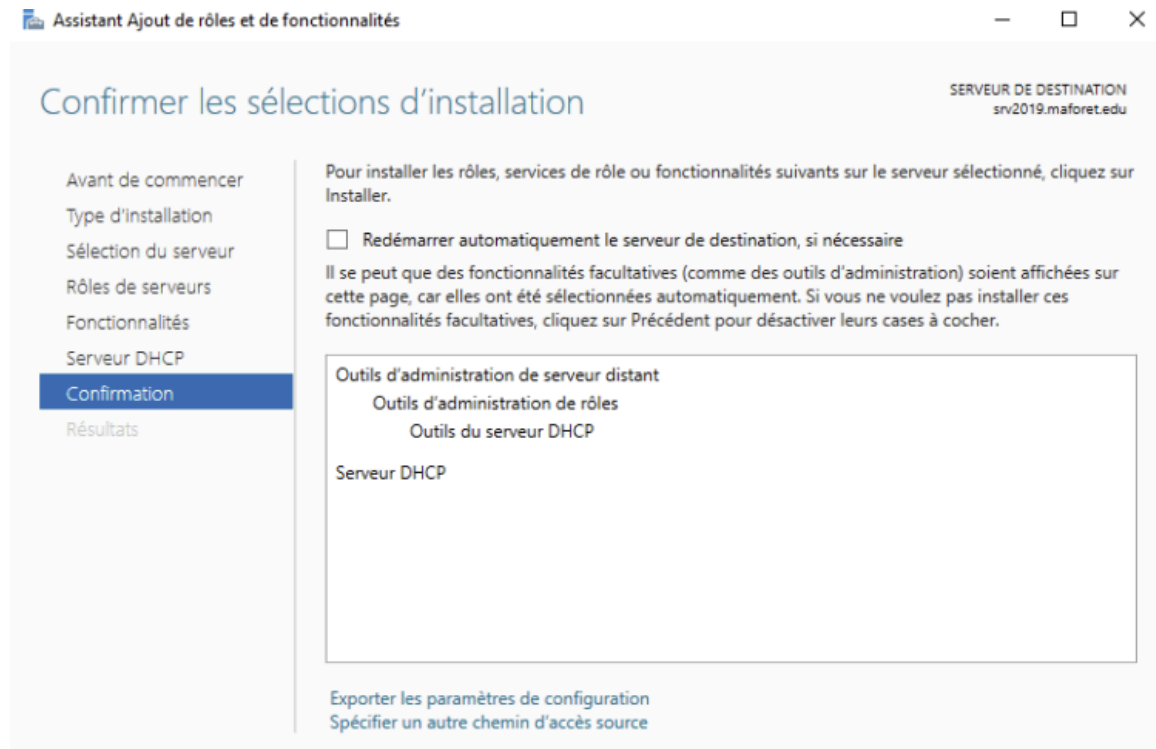 Assistant Ajout de rôles et de fonctionnalités
Confirmer les sélections d'installation
SERVEUR DE DESTINATION
srv2019.maforet.edu
Avant de commencer
Type d'installation
Sélection du serveur
Rôles de serveurs
Fonctionnalités
Serveur DHCP
Confirmation
Résultats
Pour installer les rôles, services de rôle ou fonctionnalités suivants sur le serveur sélectionné, cliquez sur
Installer.
Redémarrer automatiquement le serveur de destination, si nécessaire
Il se peut que des fonctionnalités facultatives (comme des outils d'administration) soient affichées sur
cette page, car elles ont été sélectionnées automatiquement. Si vous ne voulez pas installer ces
fonctionnalités facultatives, cliquez sur Précédent pour désactiver leurs cases à cocher.
Outils d'administration de serveur distant
Outils d'administration de rôles
Outils du serveur DHCP
Serveur DHCP
Exporter les paramètres de configuration
Spécifier un autre chemin d'accès source